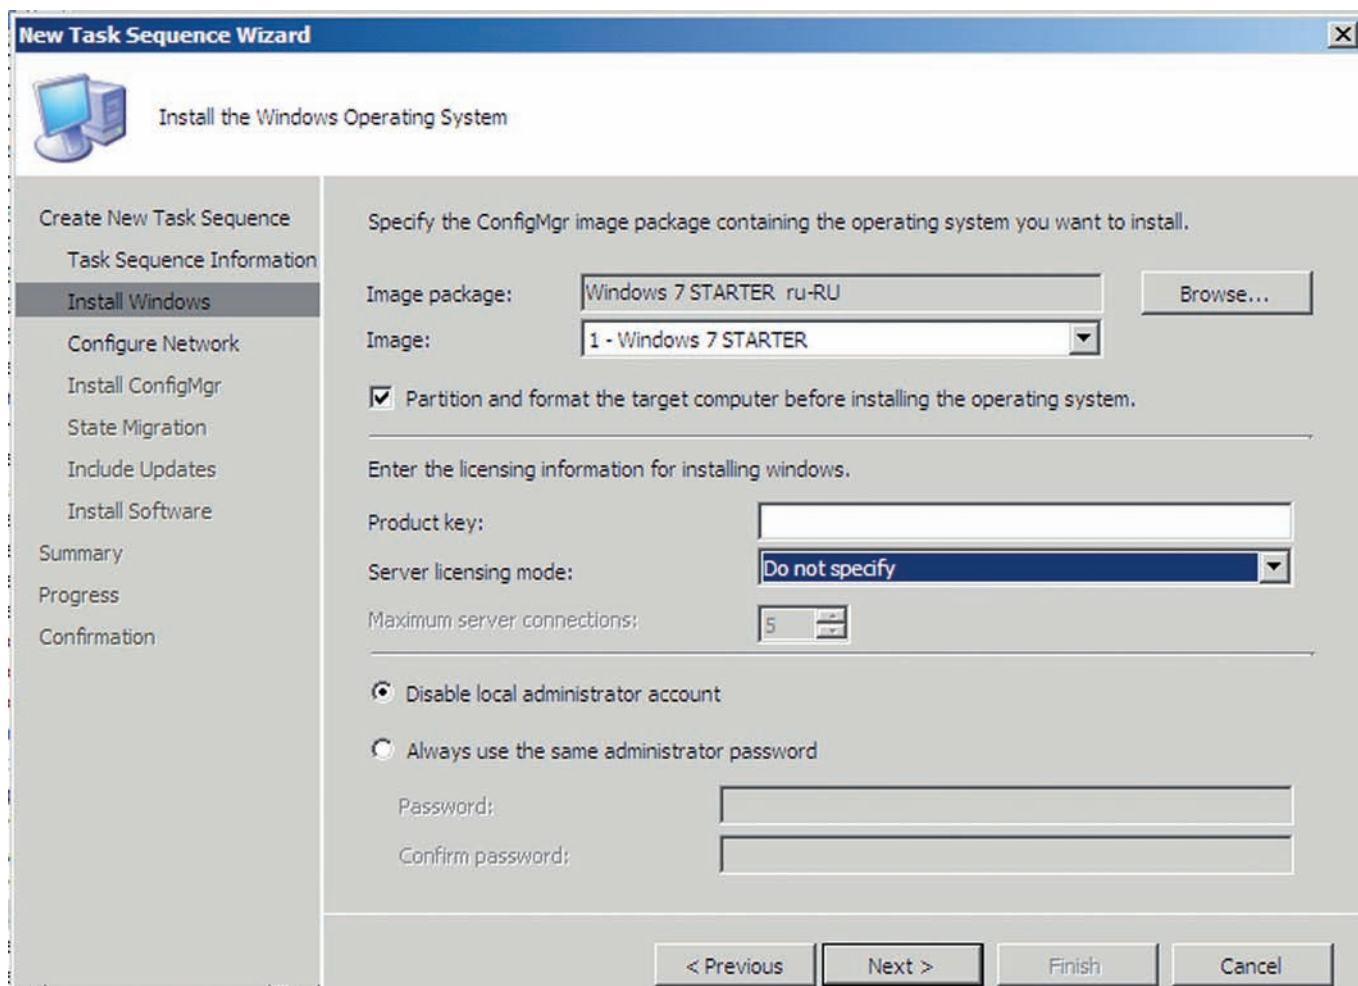 New Task Sequence Wizard
Install the Windows Operating System
Create New Task Sequence
Task Sequence Information
Install Windows
Configure Network
Install ConfigMgr
State Migration
Include Updates
Install Software
Summary
Progress
Confirmation
Specify the ConfigMgr image package containing the operating system you want to install.
Image package: Windows 7 STARTER ru-RU Browse...
Image: 1 - Windows 7 STARTER
Partition and format the target computer before installing the operating system.
Enter the licensing information for installing windows.
Product key:
Server licensing mode: Do not specify
Maximum server connections: 5
Disable local administrator account
Always use the same administrator password
Password:
Confirm password:
< Previous Next > Finish Cancel